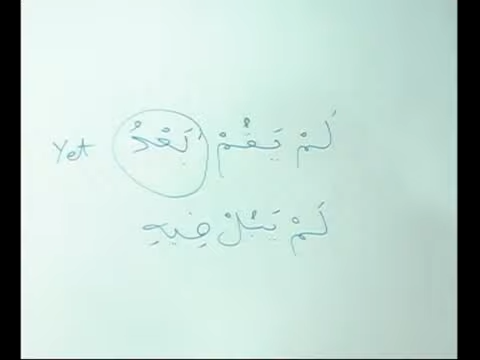 لَمْ يَقُمْ بَعْدُ Yet
لَمْ يَبُلْ فِيهِ